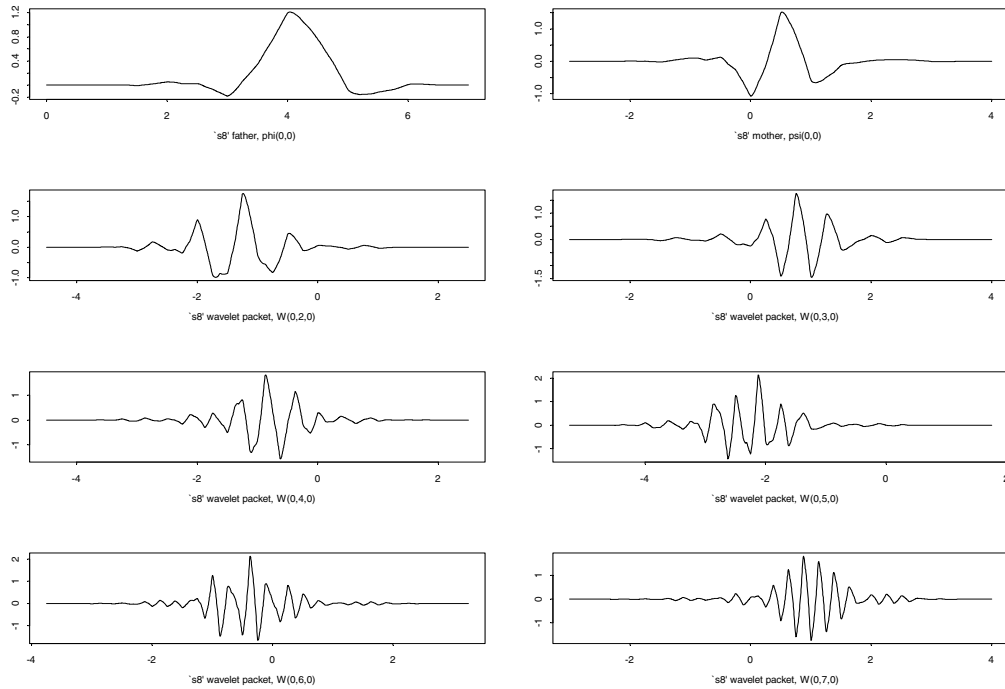 -0.2 0.4 0.8 1.2
0 2 4 6
`s8' father, phi(0,0)
-1.0 0.0 1.0
-2 0 2 4
`s8' mother, psi(0,0)
-1.0 0.0 1.0
-4 -2 0 2
`s8' wavelet packet, W(0,2,0)
-1.5 0.0 1.0
-2 0 2 4
`s8' wavelet packet, W(0,3,0)
-1 0 1
-4 -2 0 2
`s8' wavelet packet, W(0,4,0)
-1 0 1 2
-4 -2 0 2
`s8' wavelet packet, W(0,5,0)
-1 0 1 2
-4 -2 0 2
`s8' wavelet packet, W(0,6,0)
-1 0 1
-2 0 2 4
`s8' wavelet packet, W(0,7,0)